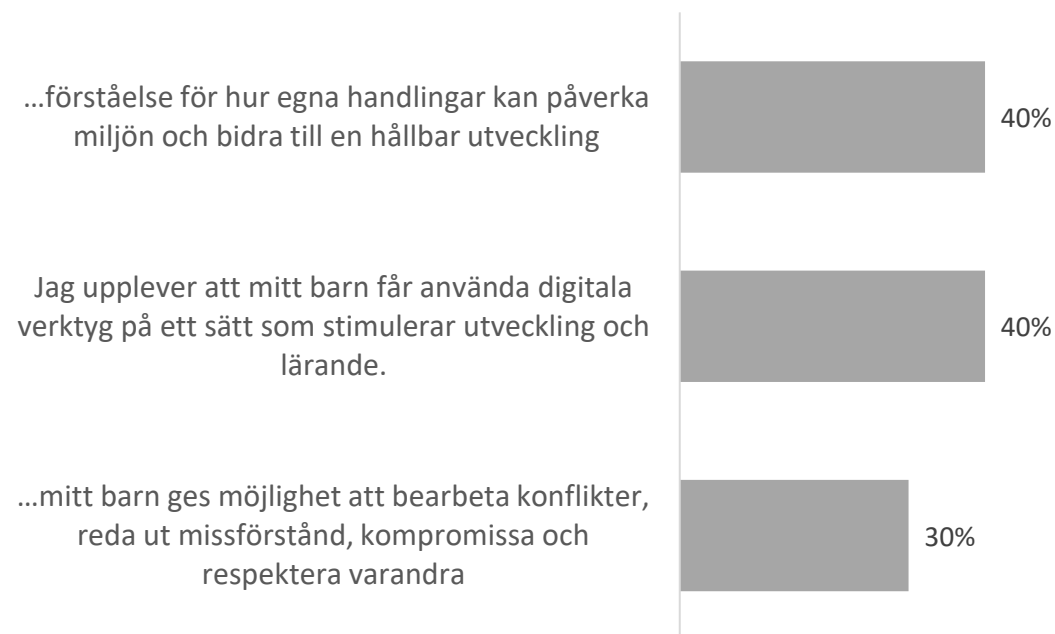 …förståelse för hur egna handlingar kan påverka
miljön och bidra till en hållbar utveckling
40%
Jag upplever att mitt barn får använda digitala
verktyg på ett sätt som stimulerar utveckling och
lärande.
40%
…mitt barn ges möjlighet att bearbeta konflikter,
reda ut missförstånd, kompromissa och
respektera varandra
30%